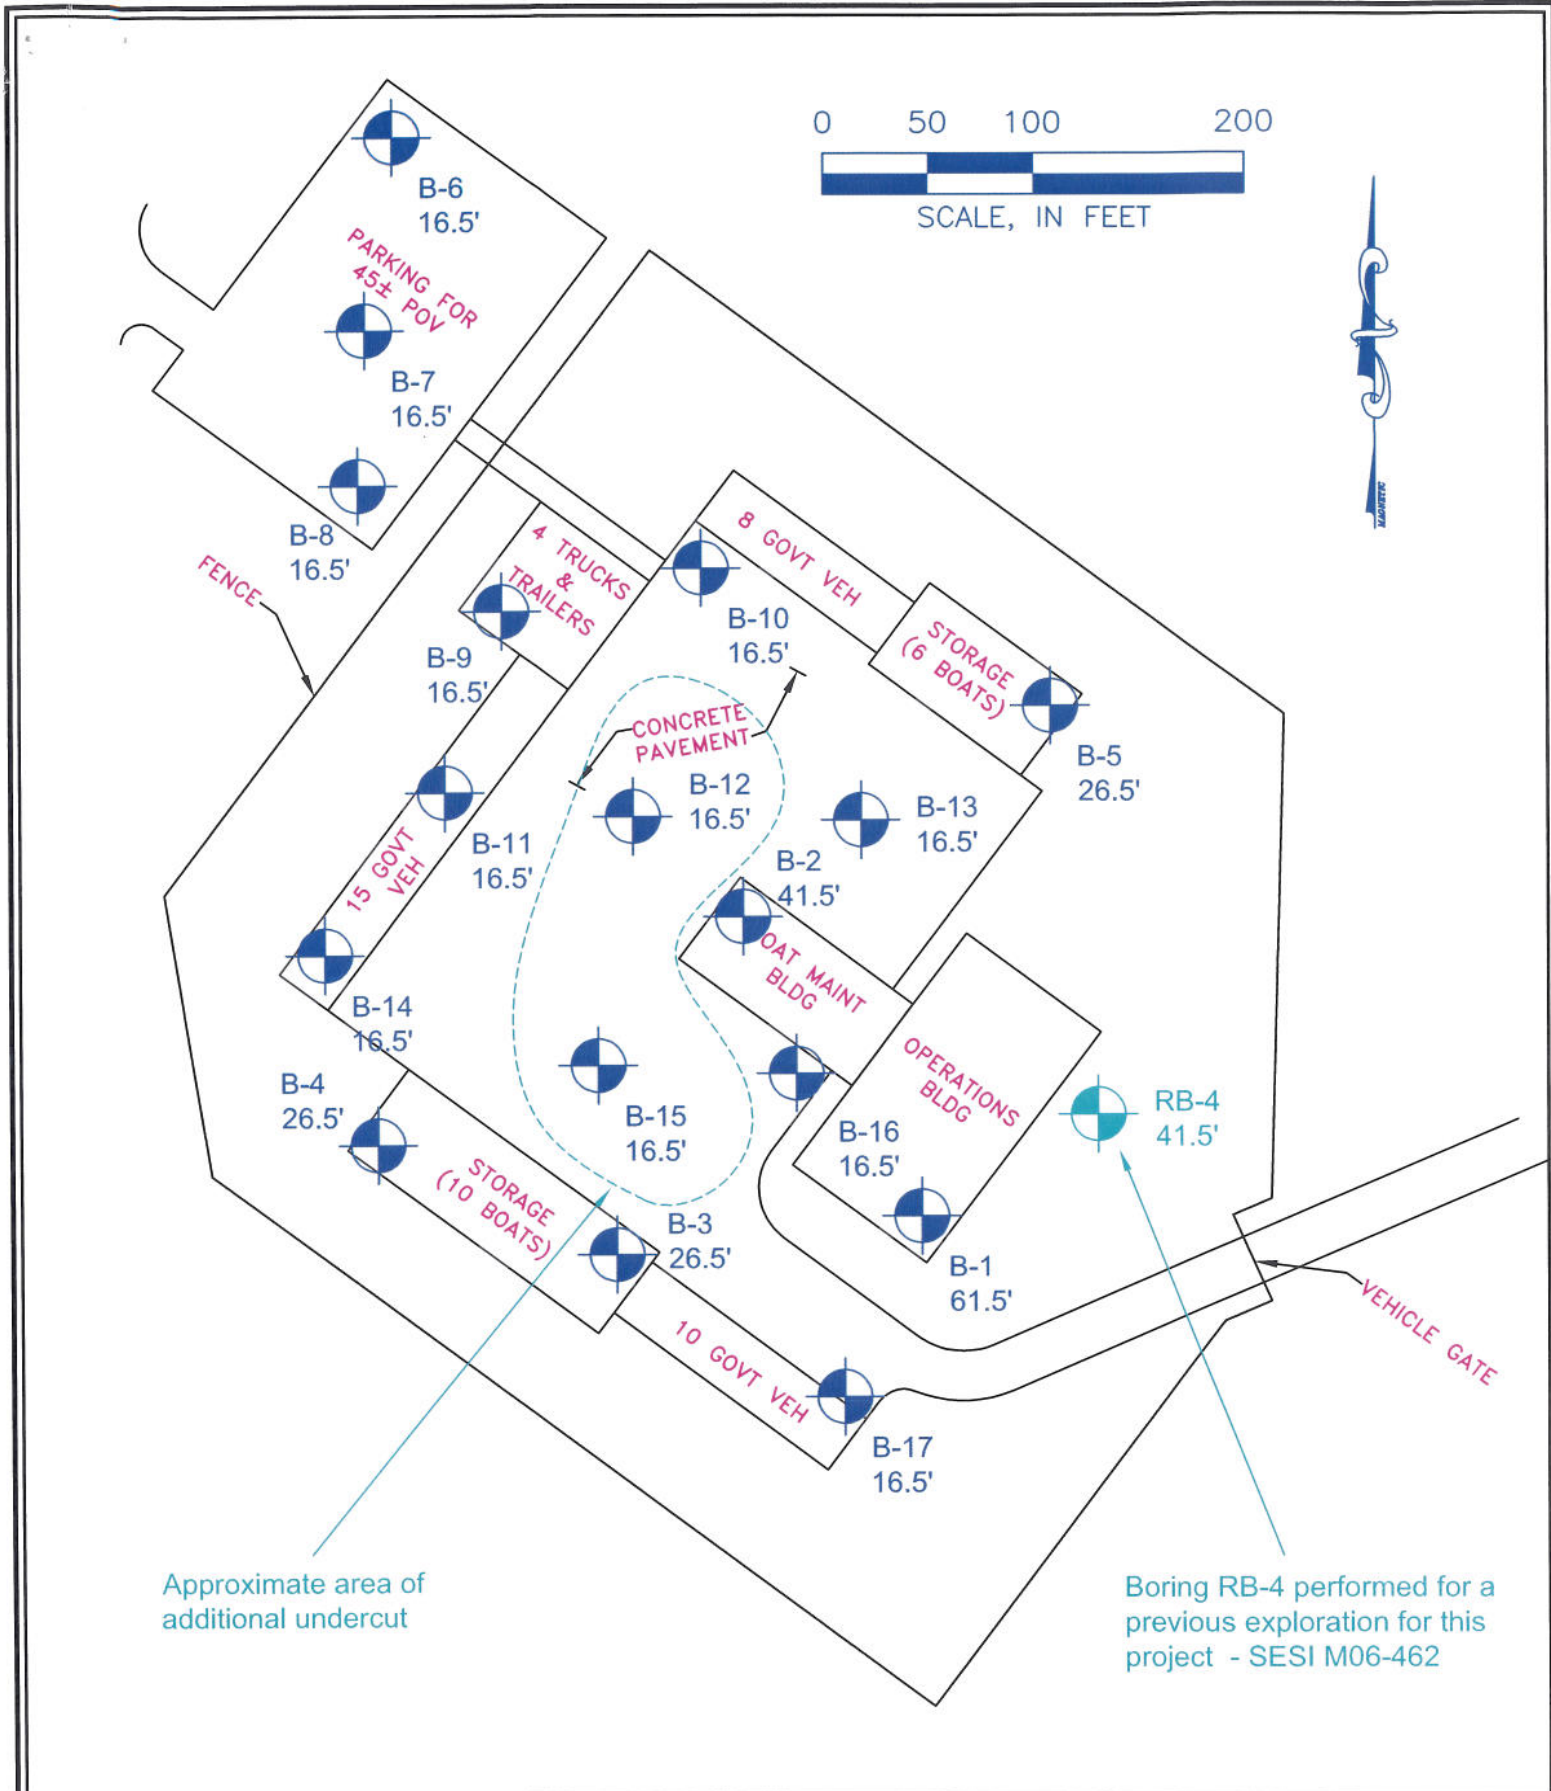 0 50 100 200
SCALE, IN FEET
MAGNETIC
B-6
16.5'
PARKING FOR
45± POV
B-7
16.5'
B-8
16.5'
FENCE
4 TRUCKS
&
TRAILERS
8 GOVT VEH
B-10
16.5'
STORAGE
(6 BOATS)
B-9
16.5'
CONCRETE
PAVEMENT
B-5
26.5'
B-12
16.5'
B-13
16.5'
B-11
16.5'
15 GOVT
VEH
B-2
41.5'
OAT MAINT
BLDG
B-14
16.5'
OPERATIONS
BLDG
B-4
26.5'
B-15
16.5'
B-16
16.5'
RB-4
41.5'
STORAGE
(10 BOATS)
B-3
26.5'
B-1
61.5'
VEHICLE GATE
10 GOVT VEH
B-17
16.5'
Approximate area of
additional undercut
Boring RB-4 performed for a
previous exploration for this
project - SESI M06-462